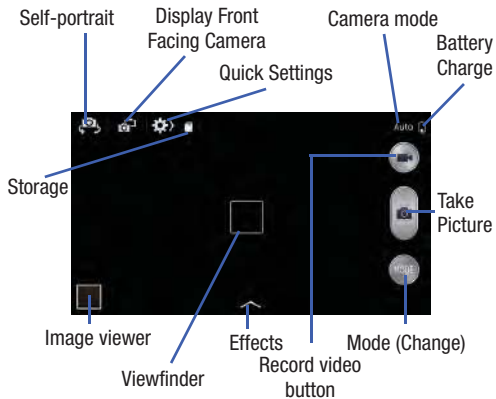 Self-portrait
Display Front
Facing Camera
Camera mode
Battery
Charge
Quick Settings
Auto
Storage
Take
Picture
MODE
Image viewer
Effects
Mode (Change)
Viewfinder
Record video
button